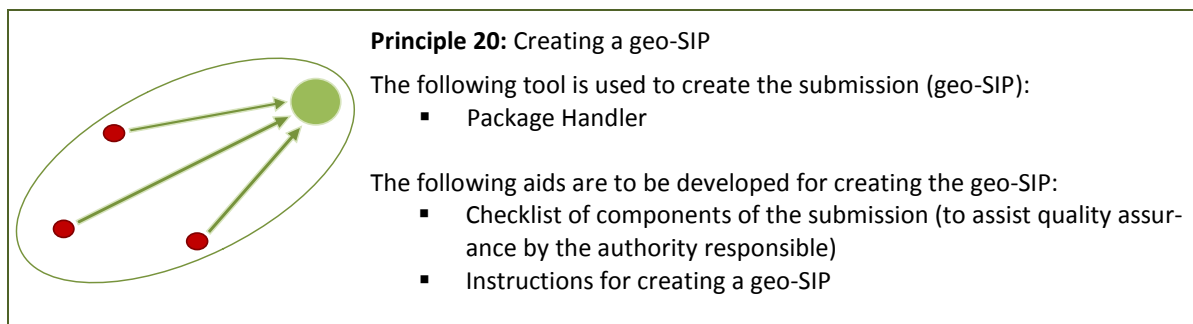 Principle 20: Creating a geo-SIP
The following tool is used to create the submission (geo-SIP):
▪ Package Handler
The following aids are to be developed for creating the geo-SIP:
▪ Checklist of components of the submission (to assist quality assur-
ance by the authority responsible)
▪ Instructions for creating a geo-SIP